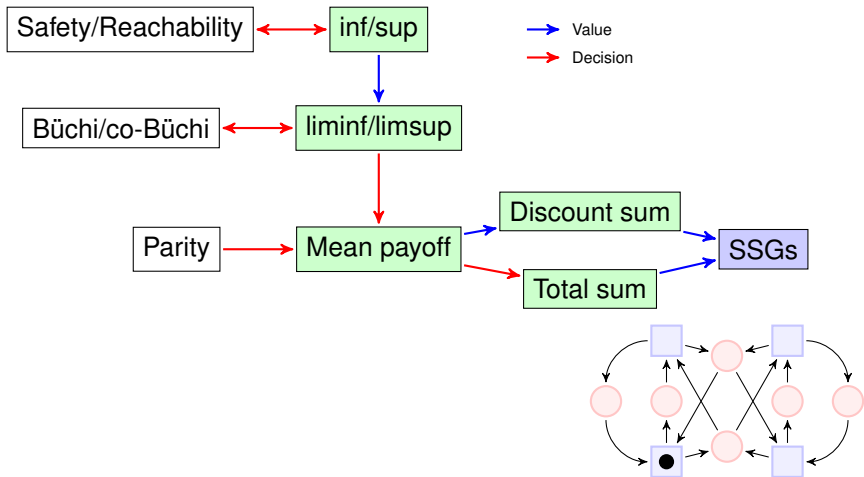 Safety/Reachability
inf/sup
Value
Decision
Büchi/co-Büchi
liminf/limsup
Discount sum
Parity
Mean payoff
SSGs
Total sum